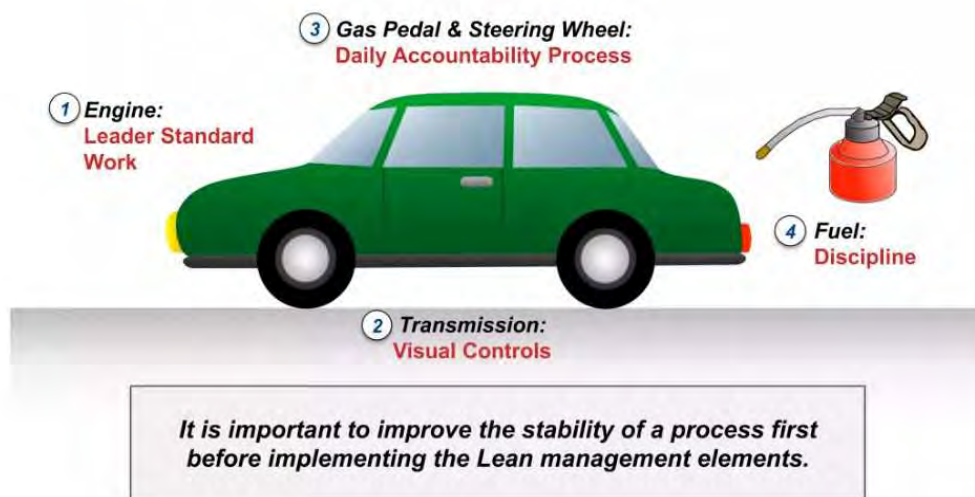 3 Gas Pedal & Steering Wheel:
Daily Accountability Process
1 Engine:
Leader Standard
Work
4 Fuel:
Discipline
2 Transmission:
Visual Controls
It is important to improve the stability of a process first
before implementing the Lean management elements.